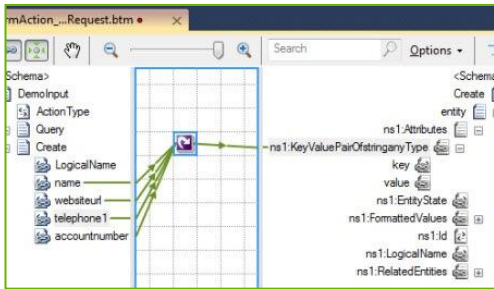 rmAction_...Request.btm
Search
Options
Schema>
DemoInput
ActionType
Query
Create
LogicalName
name
websiteurl
telephone1
accountnumber
<Schema
Create
entity
ns1:Attributes
ns1:KeyValuePairOfstringanyType
key
value
ns1:EntityState
ns1:FormattedValues
ns1:Id
ns1:LogicalName
ns1:RelatedEntities